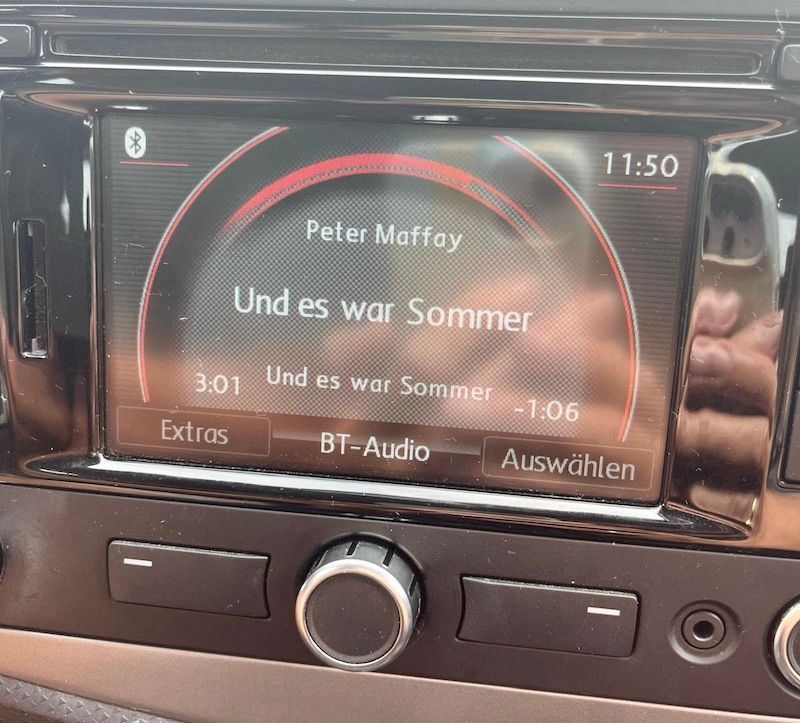 11:50
Peter Maffay
Und es war Sommer
3:01 Und es war Sommer -1:06
Extras BT-Audio Auswählen